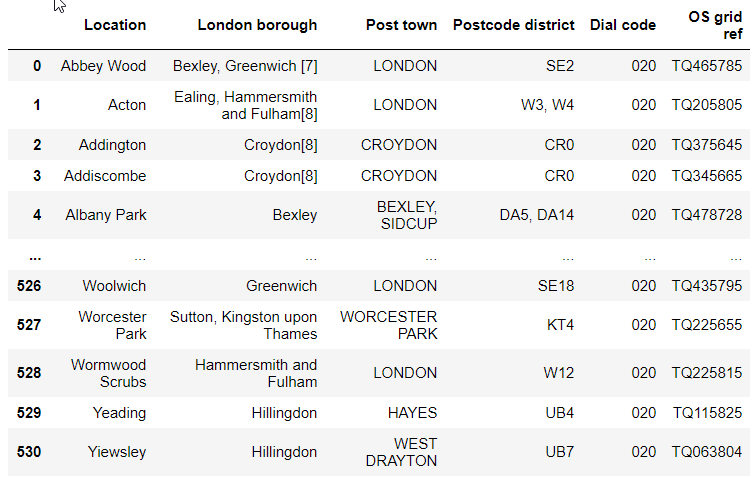 Location London borough Post town Postcode district Dial code OS grid ref
0 Abbey Wood Bexley, Greenwich [7] LONDON SE2 020 TQ465785
1 Acton Ealing, Hammersmith and Fulham[8] LONDON W3, W4 020 TQ205805
2 Addington Croydon[8] CROYDON CR0 020 TQ375645
3 Addiscombe Croydon[8] CROYDON CR0 020 TQ345665
4 Albany Park Bexley BEXLEY, SIDCUP DA5, DA14 020 TQ478728
... ... ... ... ... ... ...
526 Woolwich Greenwich LONDON SE18 020 TQ435795
527 Worcester Park Sutton, Kingston upon Thames WORCESTER PARK KT4 020 TQ225655
528 Wormwood Scrubs Hammersmith and Fulham LONDON W12 020 TQ225815
529 Yeading Hillingdon HAYES UB4 020 TQ115825
530 Yiewsley Hillingdon WEST DRAYTON UB7 020 TQ063804